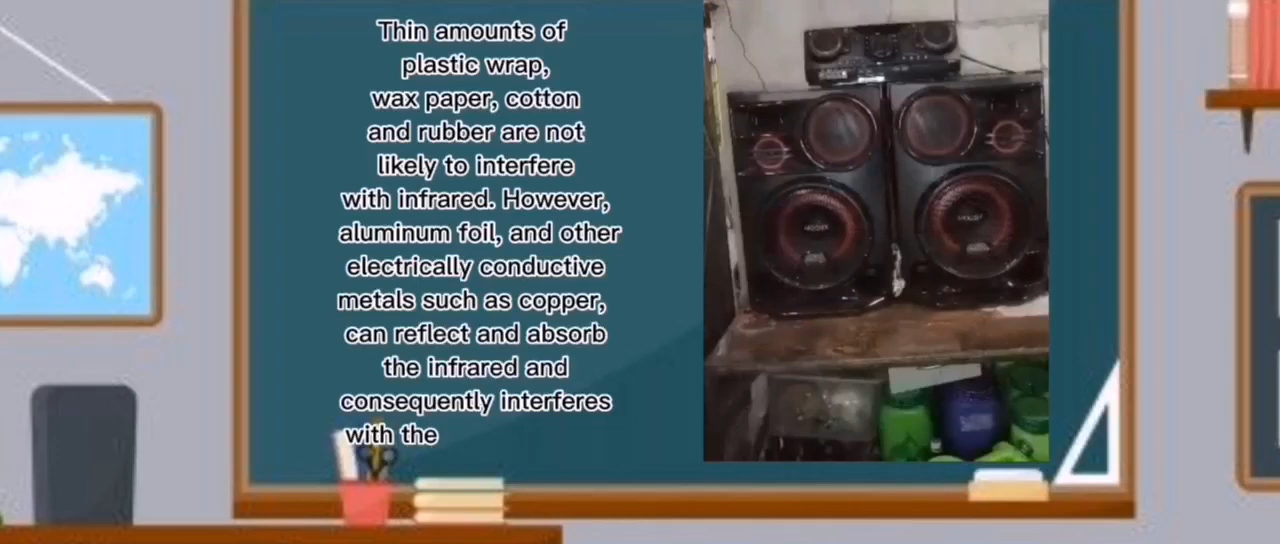 Thin amounts of
plastic wrap,
wax paper, cotton
and rubber are not
likely to interfere
with infrared. However,
aluminum foil, and other
electrically conductive
metals such as copper,
can reflect and absorb
the infrared and
consequently interferes
with the